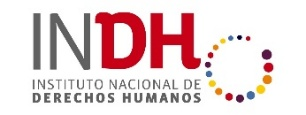 INDH
INSTITUTO NACIONAL DE
DERECHOS HUMANOS